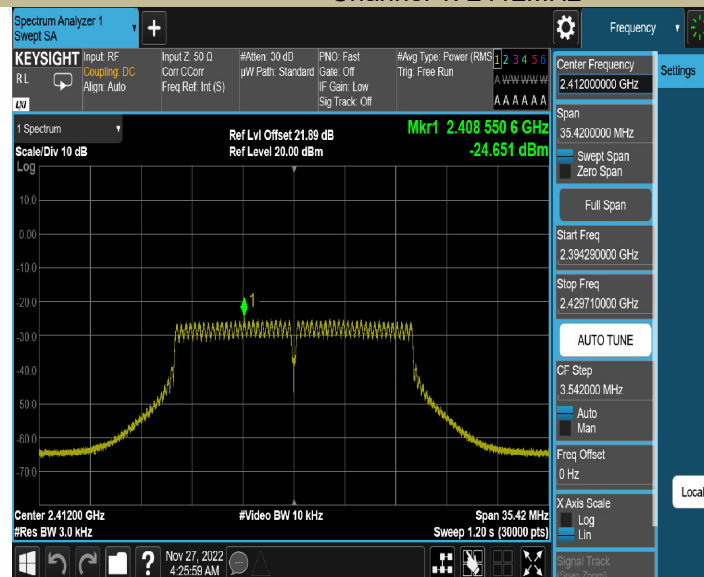 Spectrum Analyzer 1
Swept SA
Frequency
KEYSIGHT
RL
LXI
Input: RF
Coupling: DC
Align: Auto
Input Z: 50 Ω
Corr CCorr
Freq Ref: Int (S)
#Atten: 30 dB
µW Path: Standard
PNO: Fast
Gate: Off
IF Gain: Low
Sig Track: Off
#Avg Type: Power (RMS
Trig: Free Run
1 2 3 4 5 6
A WW WW W
A A A A A A
1 Spectrum
Scale/Div 10 dB
Log
Ref Lvl Offset 21.89 dB
Ref Level 20.00 dBm
Mkr1 2.408 550 6 GHz
-24.651 dBm
10.0
0.00
-10.0
-20.0
-30.0
-40.0
-50.0
-60.0
-70.0
1
Center 2.41200 GHz
#Res BW 3.0 kHz
#Video BW 10 kHz
Span 35.42 MHz
Sweep 1.20 s (30000 pts)
Center Frequency
2.412000000 GHz
Span
35.4200000 MHz
Swept Span
Zero Span
Full Span
Start Freq
2.394290000 GHz
Stop Freq
2.429710000 GHz
AUTO TUNE
CF Step
3.542000 MHz
Auto
Man
Freq Offset
0 Hz
X Axis Scale
Log
Lin
Signal Track
(Span Zoom)
Settings
Local
?
Nov 27, 2022
4:25:59 AM